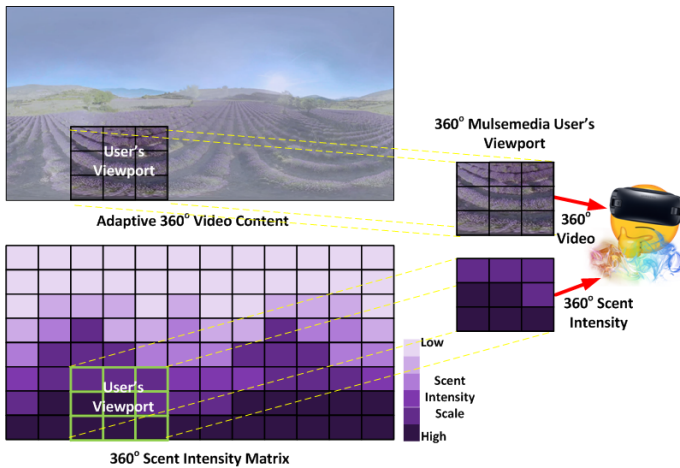 User's
Viewport
Adaptive 360° Video Content
360° Mulsemedia User's
Viewport
360°
Video
360° Scent
Intensity
User's
Viewport
Low
Scent
Intensity
Scale
High
360° Scent Intensity Matrix